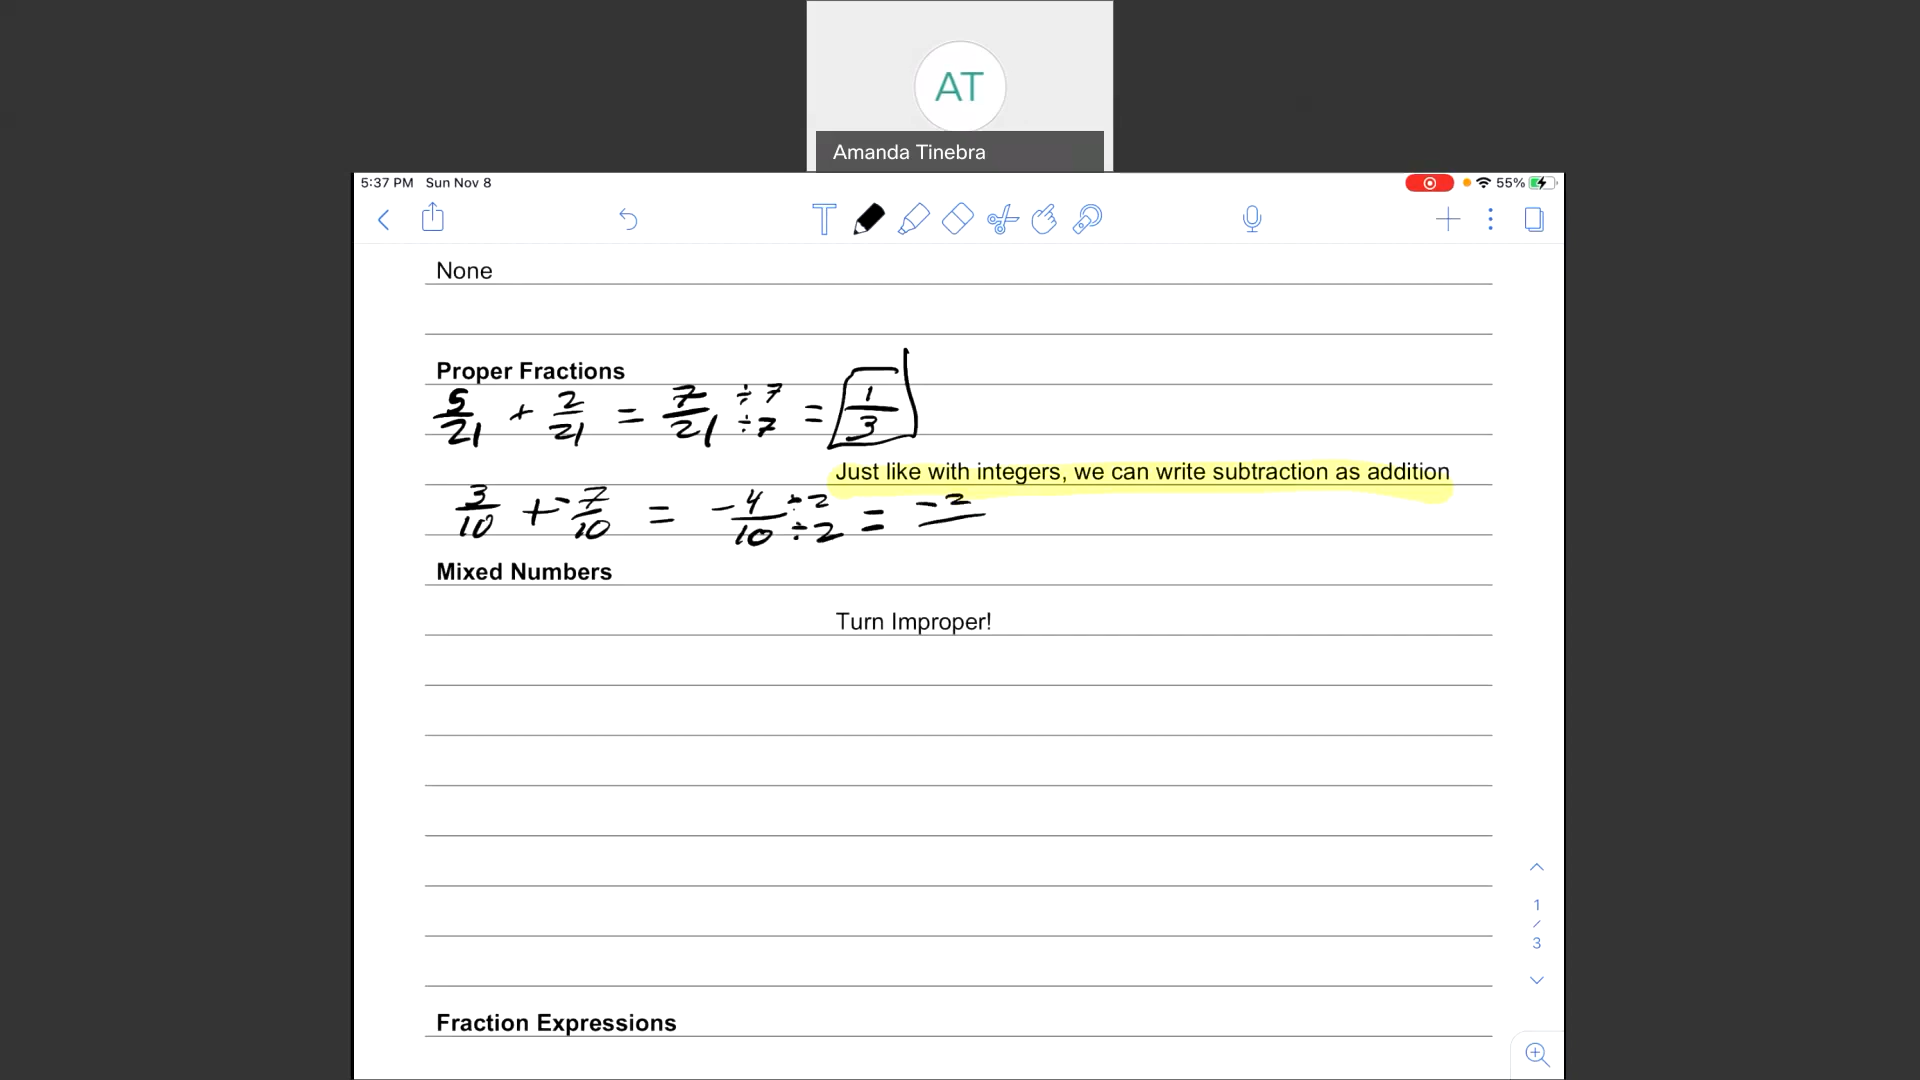 AT
Amanda Tinebra
5:37 PM Sun Nov 8
55%
T
None
Proper Fractions
5/21 + 2/21 = 7/21 ÷7/÷7 = 1/3
Just like with integers, we can write subtraction as addition
3/10 + -7/10 = -4/10 ÷2/÷2 = -2/
Mixed Numbers
Turn Improper!
1
/
3
Fraction Expressions